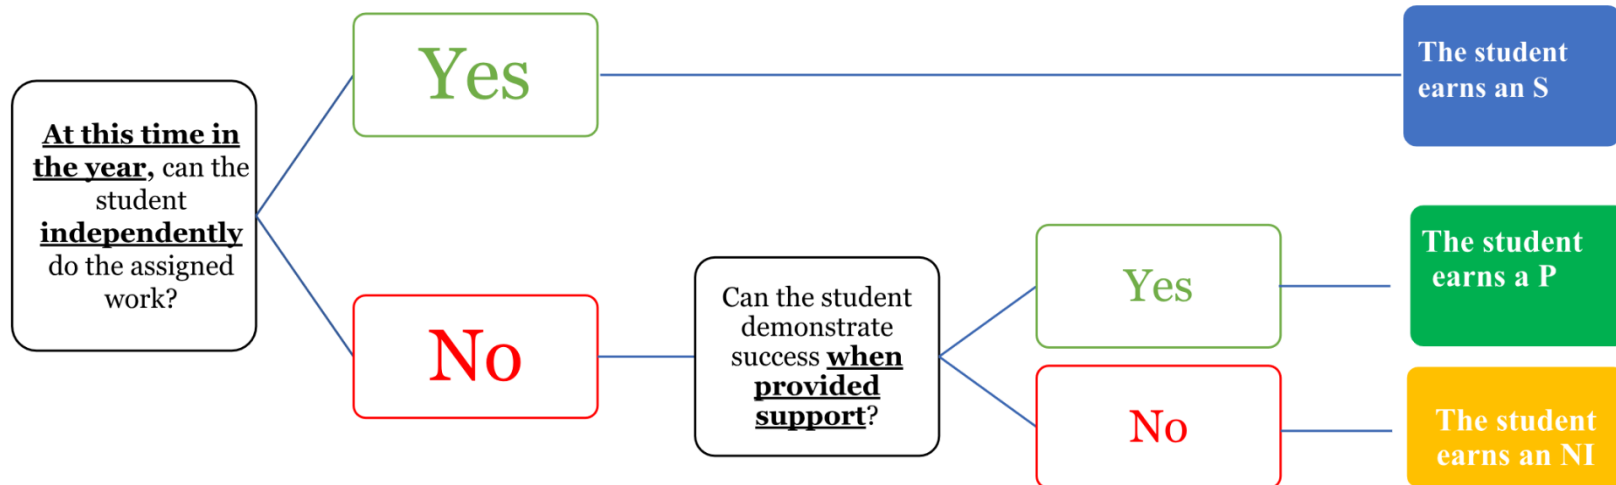 At this time in
the year, can the
student
independently
do the assigned
work?
Yes
The student
earns an S
No
Can the student
demonstrate
success when
provided
support?
Yes
The student
earns a P
No
The student
earns an NI